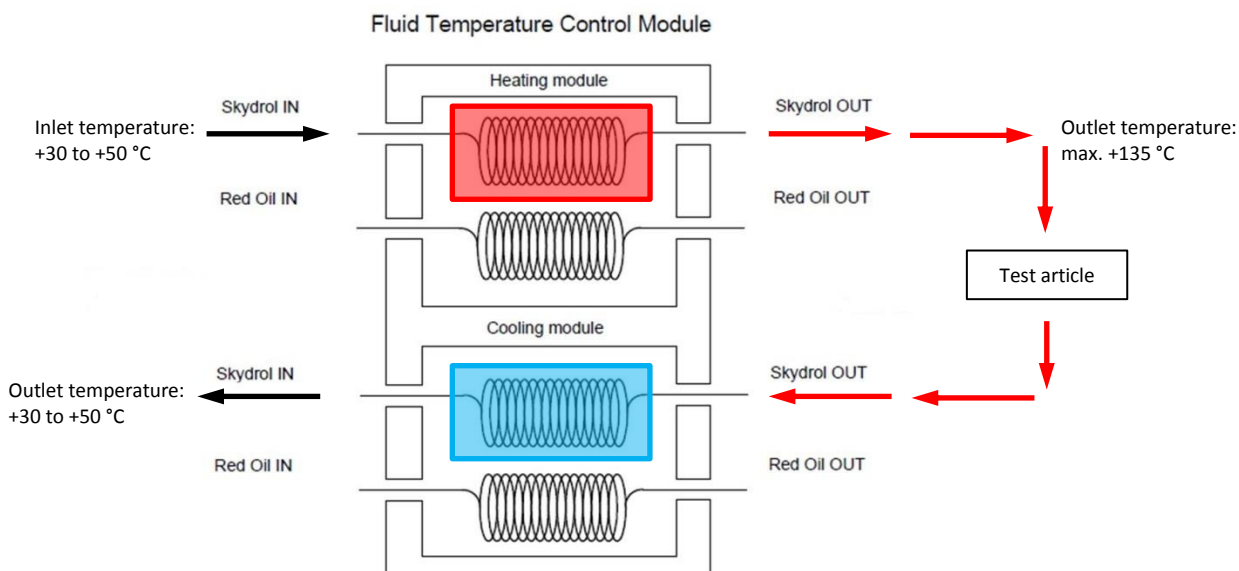 Fluid Temperature Control Module
Heating module
Skydrol IN
Skydrol OUT
Inlet temperature:
+30 to +50 °C
Outlet temperature:
max. +135 °C
Red Oil IN
Red Oil OUT
Test article
Cooling module
Skydrol IN
Skydrol OUT
Outlet temperature:
+30 to +50 °C
Red Oil IN
Red Oil OUT